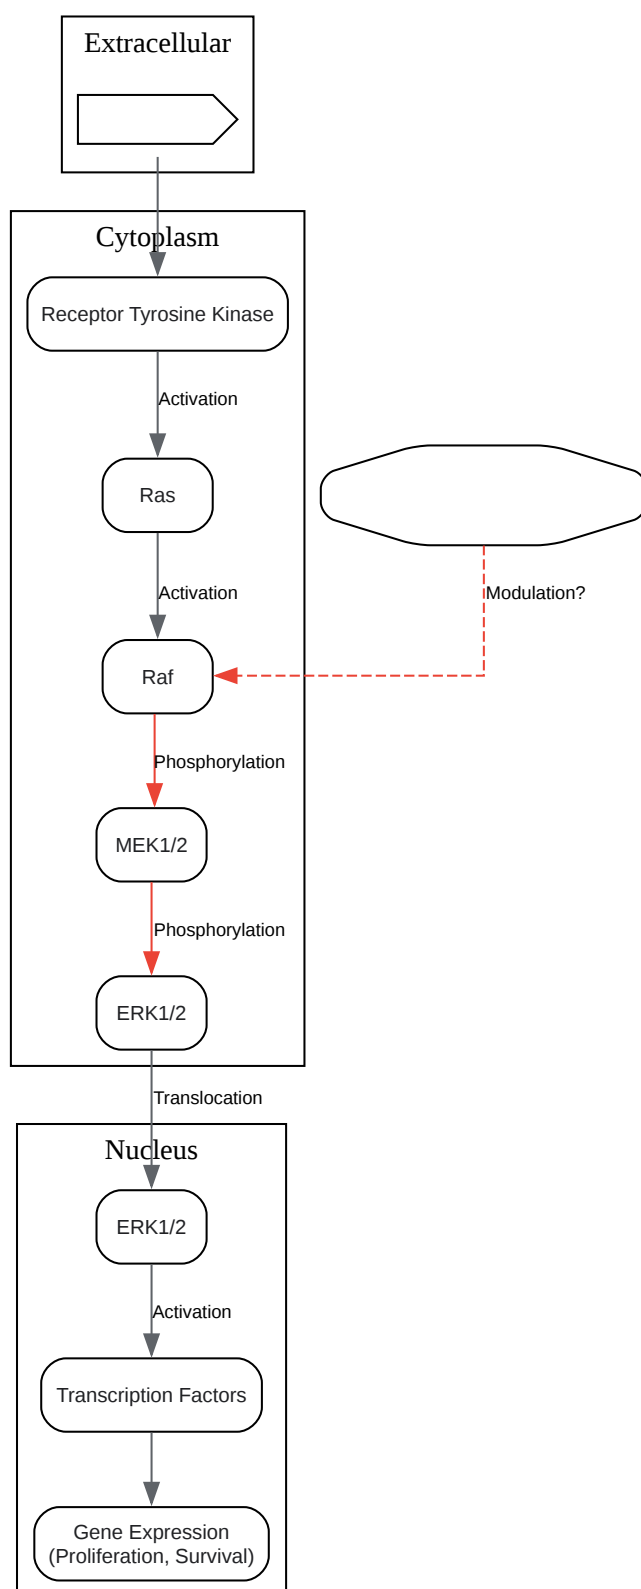 Extracellular
Cytoplasm
Receptor Tyrosine Kinase
Activation
Ras
Activation
Modulation?
Raf
Phosphorylation
MEK1/2
Phosphorylation
ERK1/2
Translocation
Nucleus
ERK1/2
Activation
Transcription Factors
Gene Expression
(Proliferation, Survival)